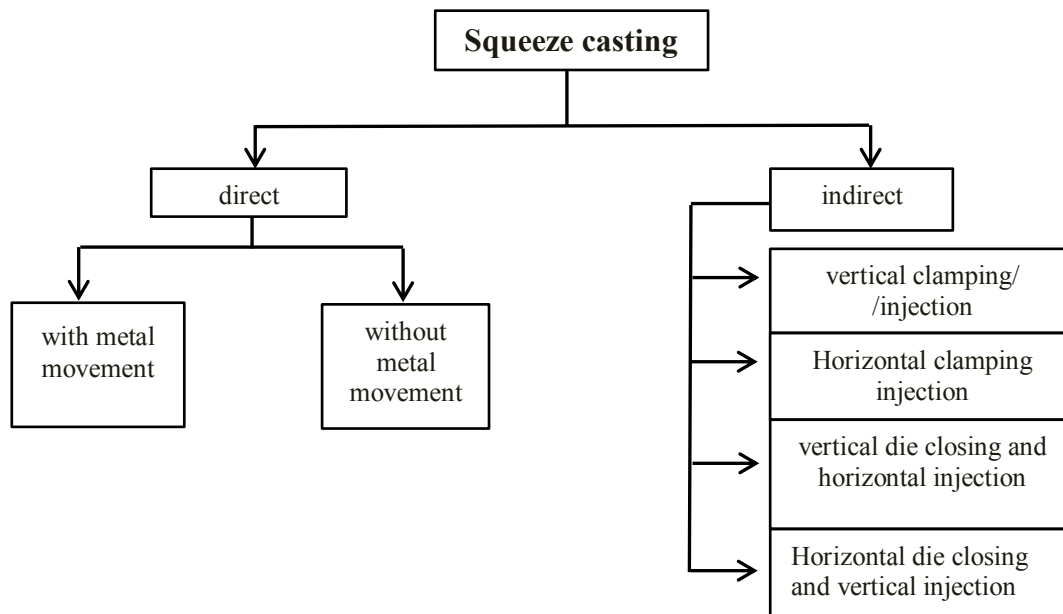 Squeeze casting
direct
indirect
with metal
movement
without
metal
movement
vertical clamping/
/injection
Horizontal clamping
injection
vertical die closing and
horizontal injection
Horizontal die closing
and vertical injection